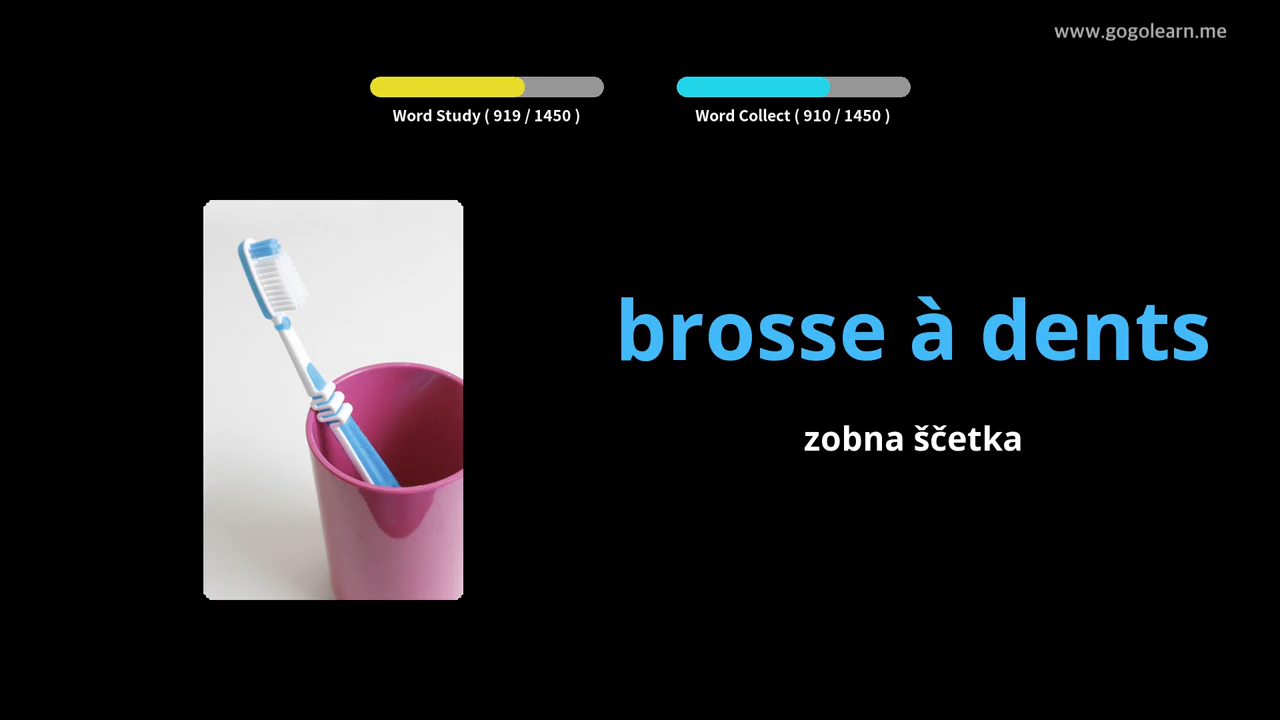 www.gogolearn.me
Word Study ( 919 / 1450 )
Word Collect ( 910 / 1450 )
brosse à dents
zobna ščetka